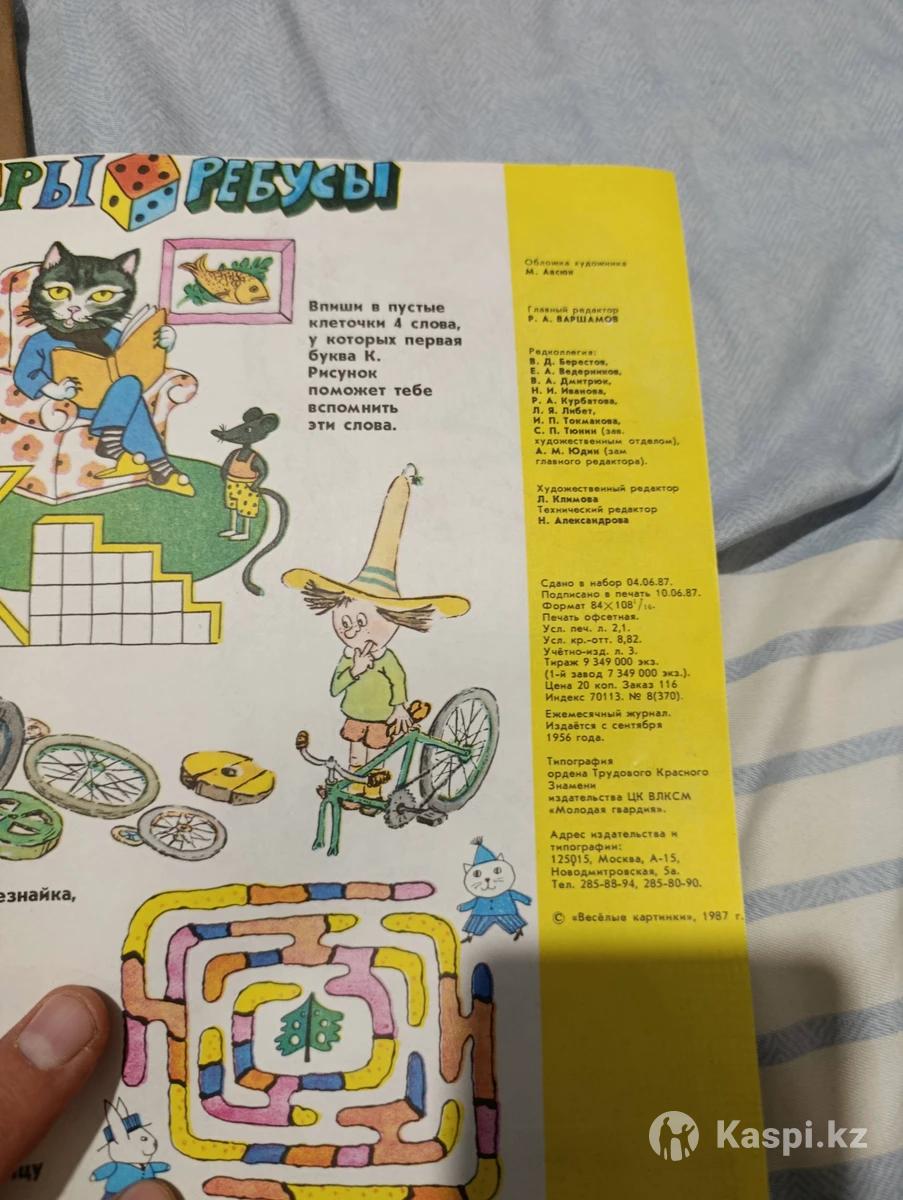 РЫ РЕБУСЫ
Впиши в пустые
клеточки 4 слова,
у которых первая
буква К.
Рисунок
поможет тебе
вспомнить
эти слова.
езнайка,
цу
Обложка художника
М. Авсюн
Главный редактор
Р. А. ВАРШАМОВ
Редколлегия:
В. Д. Берестов,
Е. А. Ведерников,
В. А. Дмитрюк,
Н. И. Иванова,
Р. А. Курбатова,
Л. Я. Либет,
И. П. Токмакова,
С. П. Тюнин (зав.
художественным отделом),
А. М. Юдин (зам
главного редактора).
Художественный редактор
Л. Климова
Технический редактор
Н. Александрова
Сдано в набор 04.06.87.
Подписано в печать 10.06.87.
Формат 84×108¹/₁₆.
Печать офсетная.
Усл. печ. л. 2,1.
Усл. кр.-отт. 8,82.
Учётно-изд. л. 3.
Тираж 9 349 000 экз.
(1-й завод 7 349 000 экз.).
Цена 20 коп. Заказ 116
Индекс 70113. № 8(370).
Ежемесячный журнал.
Издаётся с сентября
1956 года.
Типография
ордена Трудового Красного
Знамени
издательства ЦК ВЛКСМ
«Молодая гвардия».
Адрес издательства и
типографии:
125015, Москва, А-15,
Новодмитровская, 5а.
Тел. 285-88-94, 285-80-90.
© «Весёлые картинки», 1987 г.
Kaspi.kz